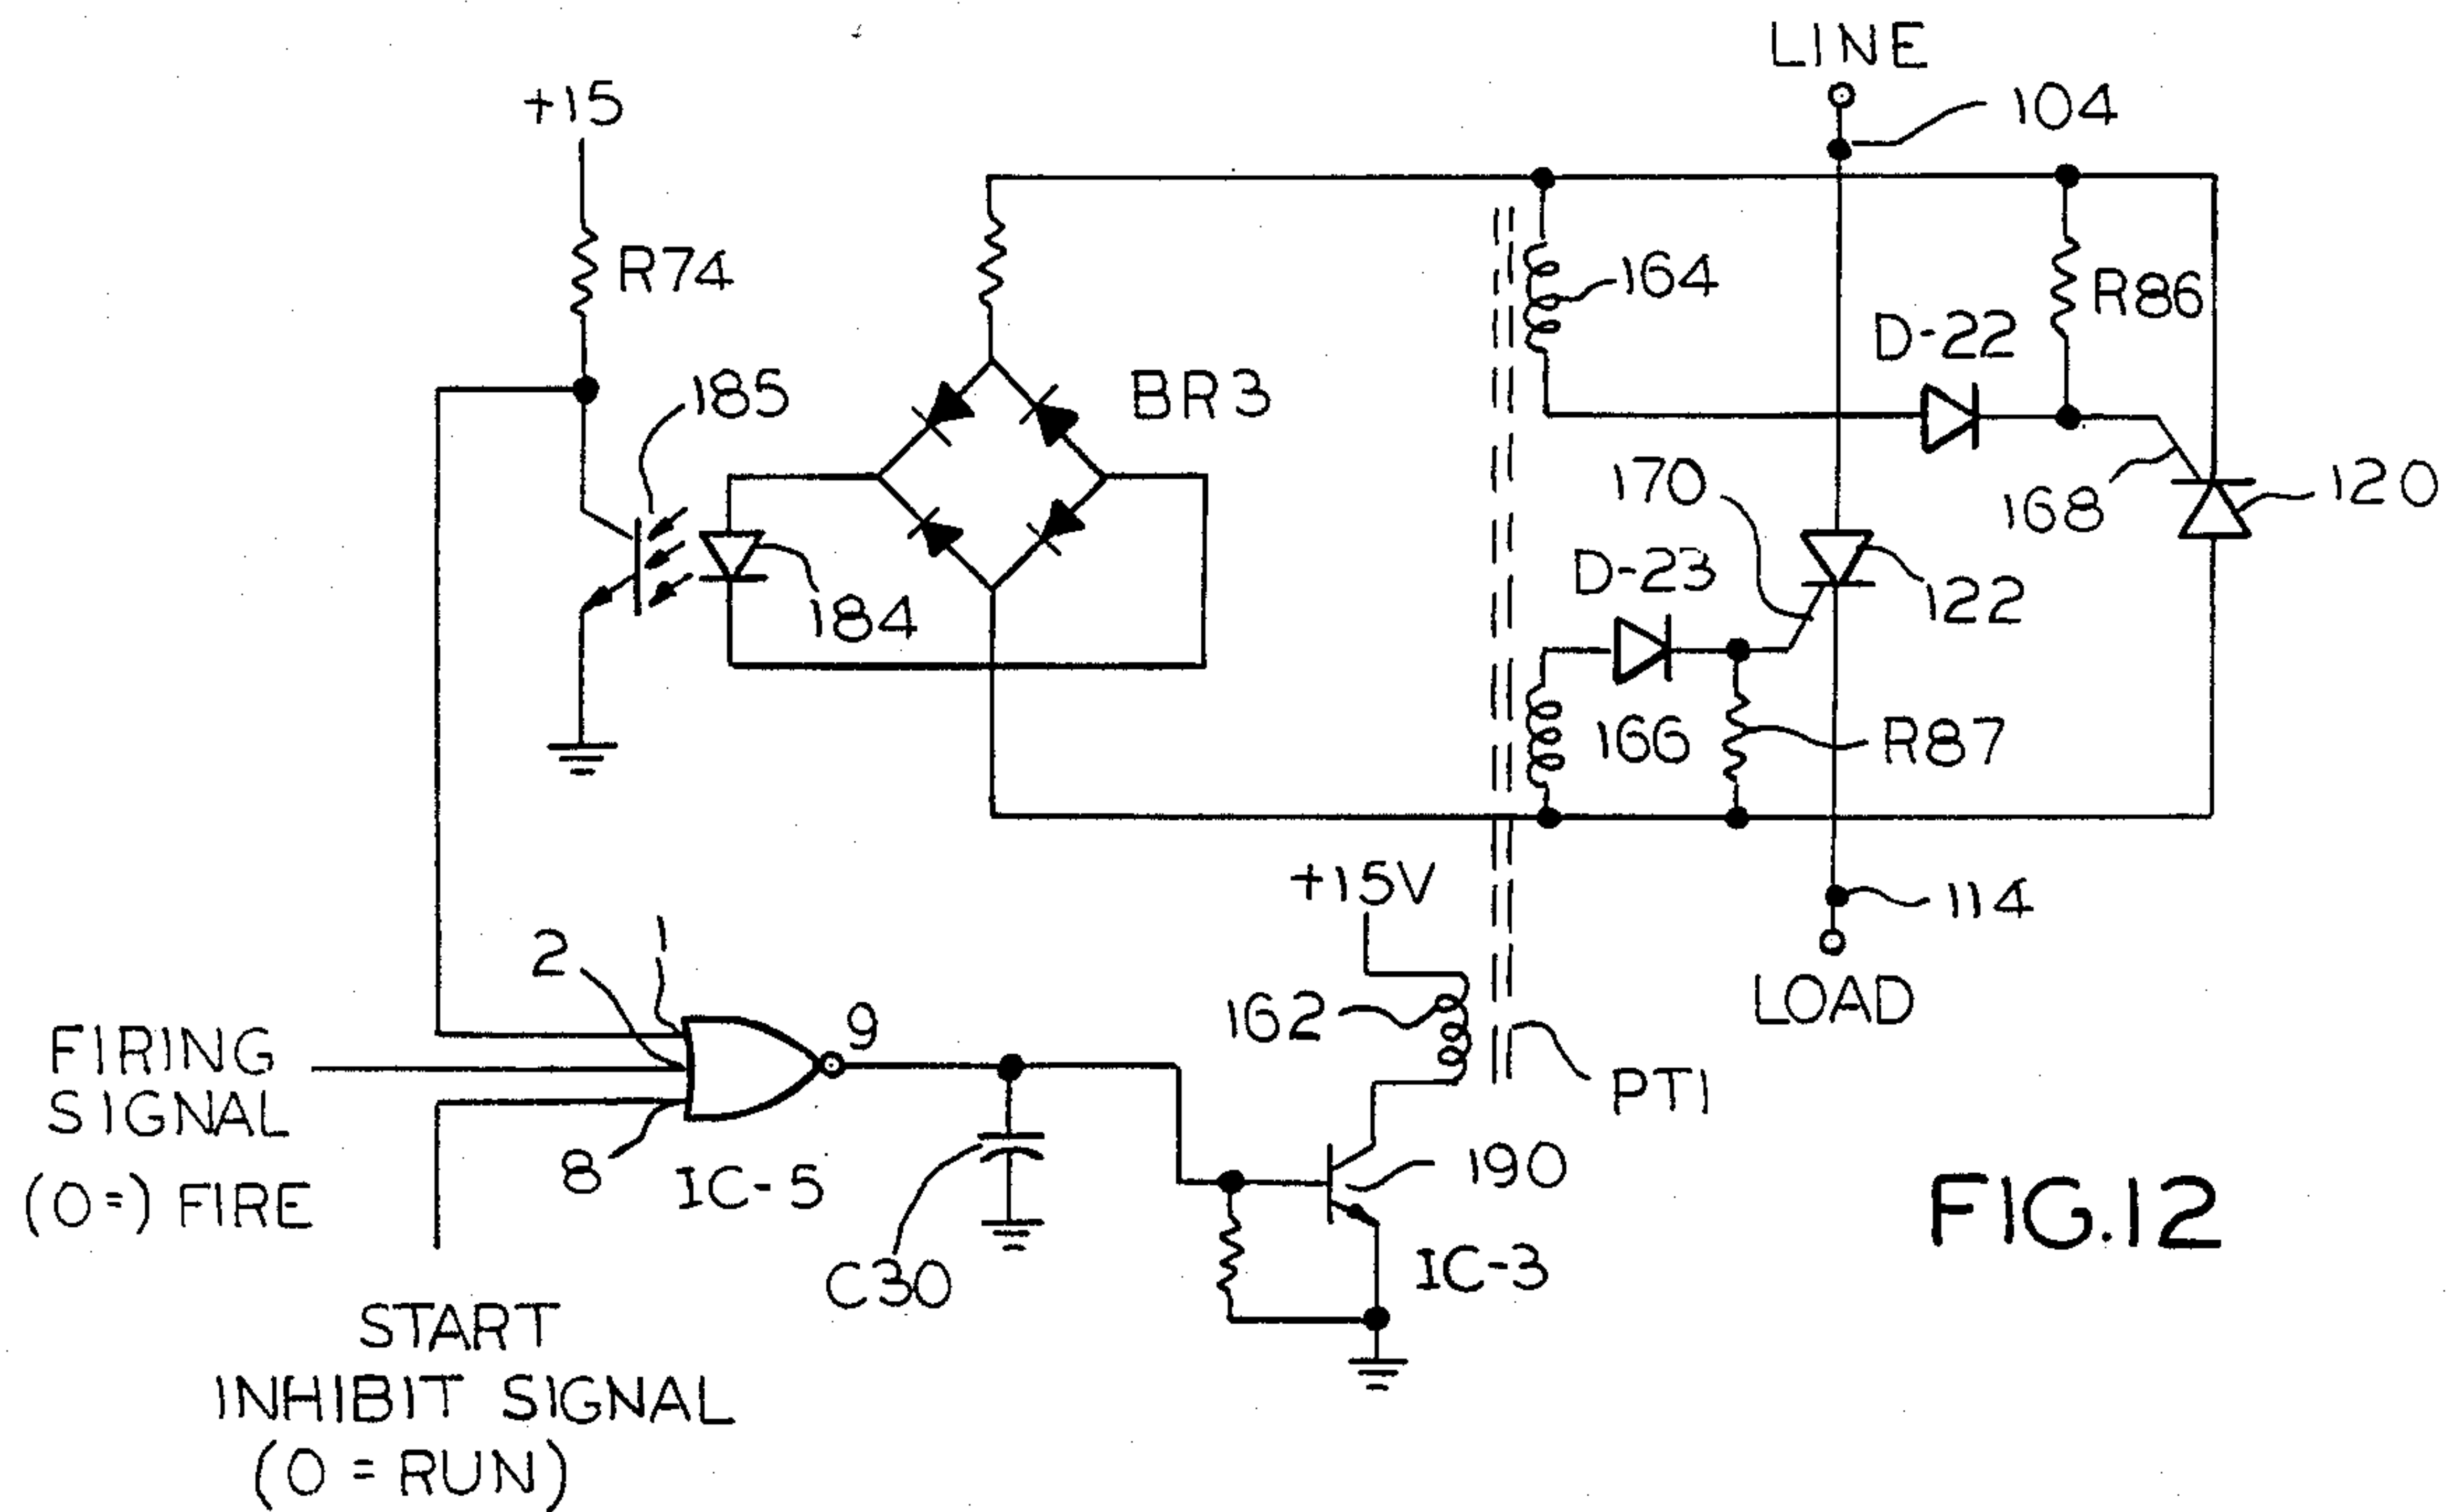 LINE
+15
104
R74
164
R86
D-22
185
BR3
170
168
120
D-23
122
184
166
R87
+15V
114
2
1
162
LOAD
9
FIRING
SIGNAL
(0=) FIRE
PT1
8
IC-5
190
C30
IC-3
FIG.12
START
INHIBIT SIGNAL
(0 = RUN)